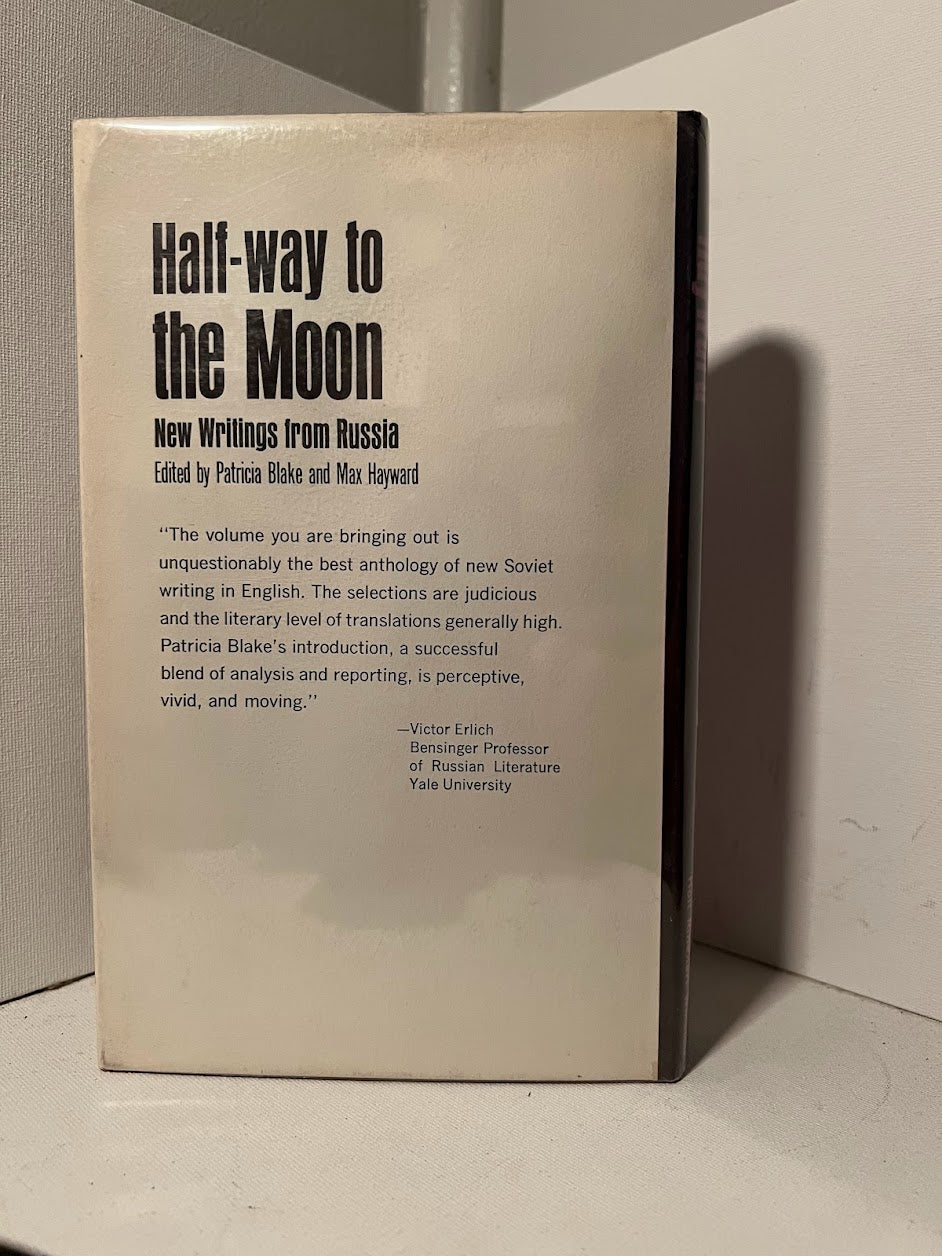 Half-way to
the Moon
New Writings from Russia
Edited by Patricia Blake and Max Hayward
“The volume you are bringing out is
unquestionably the best anthology of new Soviet
writing in English. The selections are judicious
and the literary level of translations generally high.
Patricia Blake’s introduction, a successful
blend of analysis and reporting, is perceptive,
vivid, and moving.”
—Victor Erlich
Bensinger Professor
of Russian Literature
Yale University